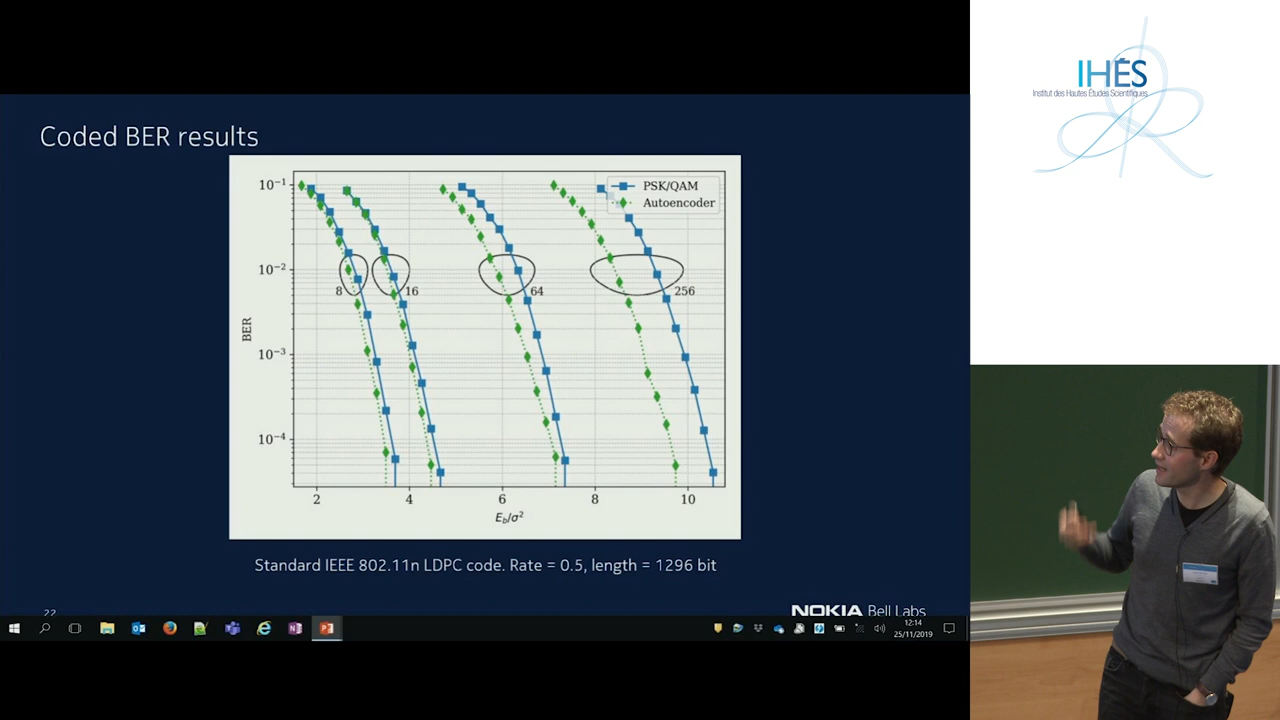 Coded BER results
PSK/QAM
Autoencoder
10⁻¹
10⁻²
10⁻³
10⁻⁴
BER
8
16
64
256
2
4
6
8
10
E_b/σ²
Standard IEEE 802.11n LDPC code. Rate = 0.5, length = 1296 bit
22
NOKIA Bell Labs
12:14
25/11/2019
IHÉS
Institut des Hautes Études Scientifiques